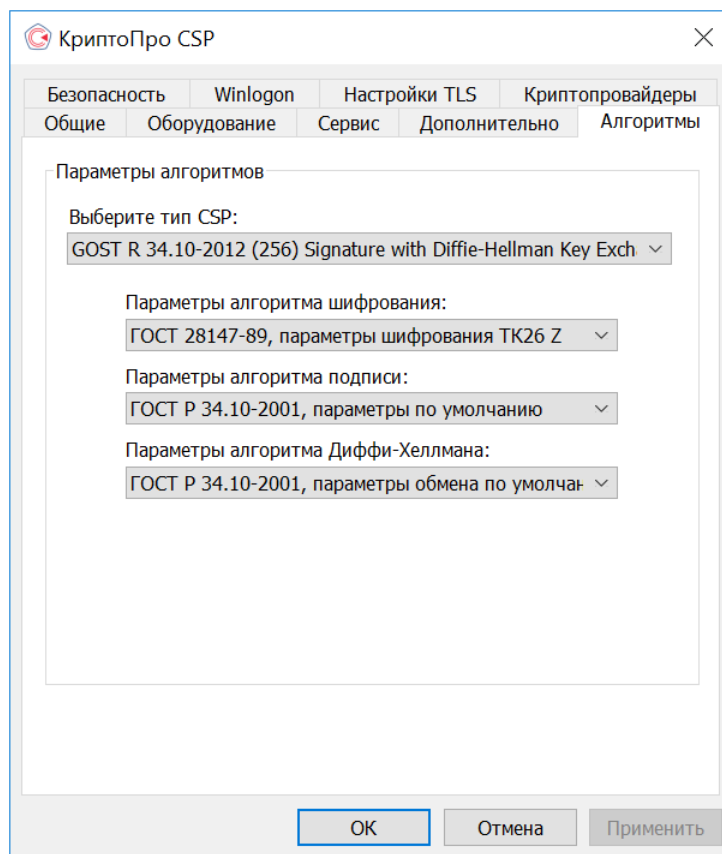 КриптоПро CSP
Безопасность Winlogon Настройки TLS Криптопровайдеры
Общие Оборудование Сервис Дополнительно Алгоритмы
Параметры алгоритмов
Выберите тип CSP:
GOST R 34.10-2012 (256) Signature with Diffie-Hellman Key Exch
Параметры алгоритма шифрования:
ГОСТ 28147-89, параметры шифрования ТК26 Z
Параметры алгоритма подписи:
ГОСТ Р 34.10-2001, параметры по умолчанию
Параметры алгоритма Диффи-Хеллмана:
ГОСТ Р 34.10-2001, параметры обмена по умолчан
ОК Отмена Применить